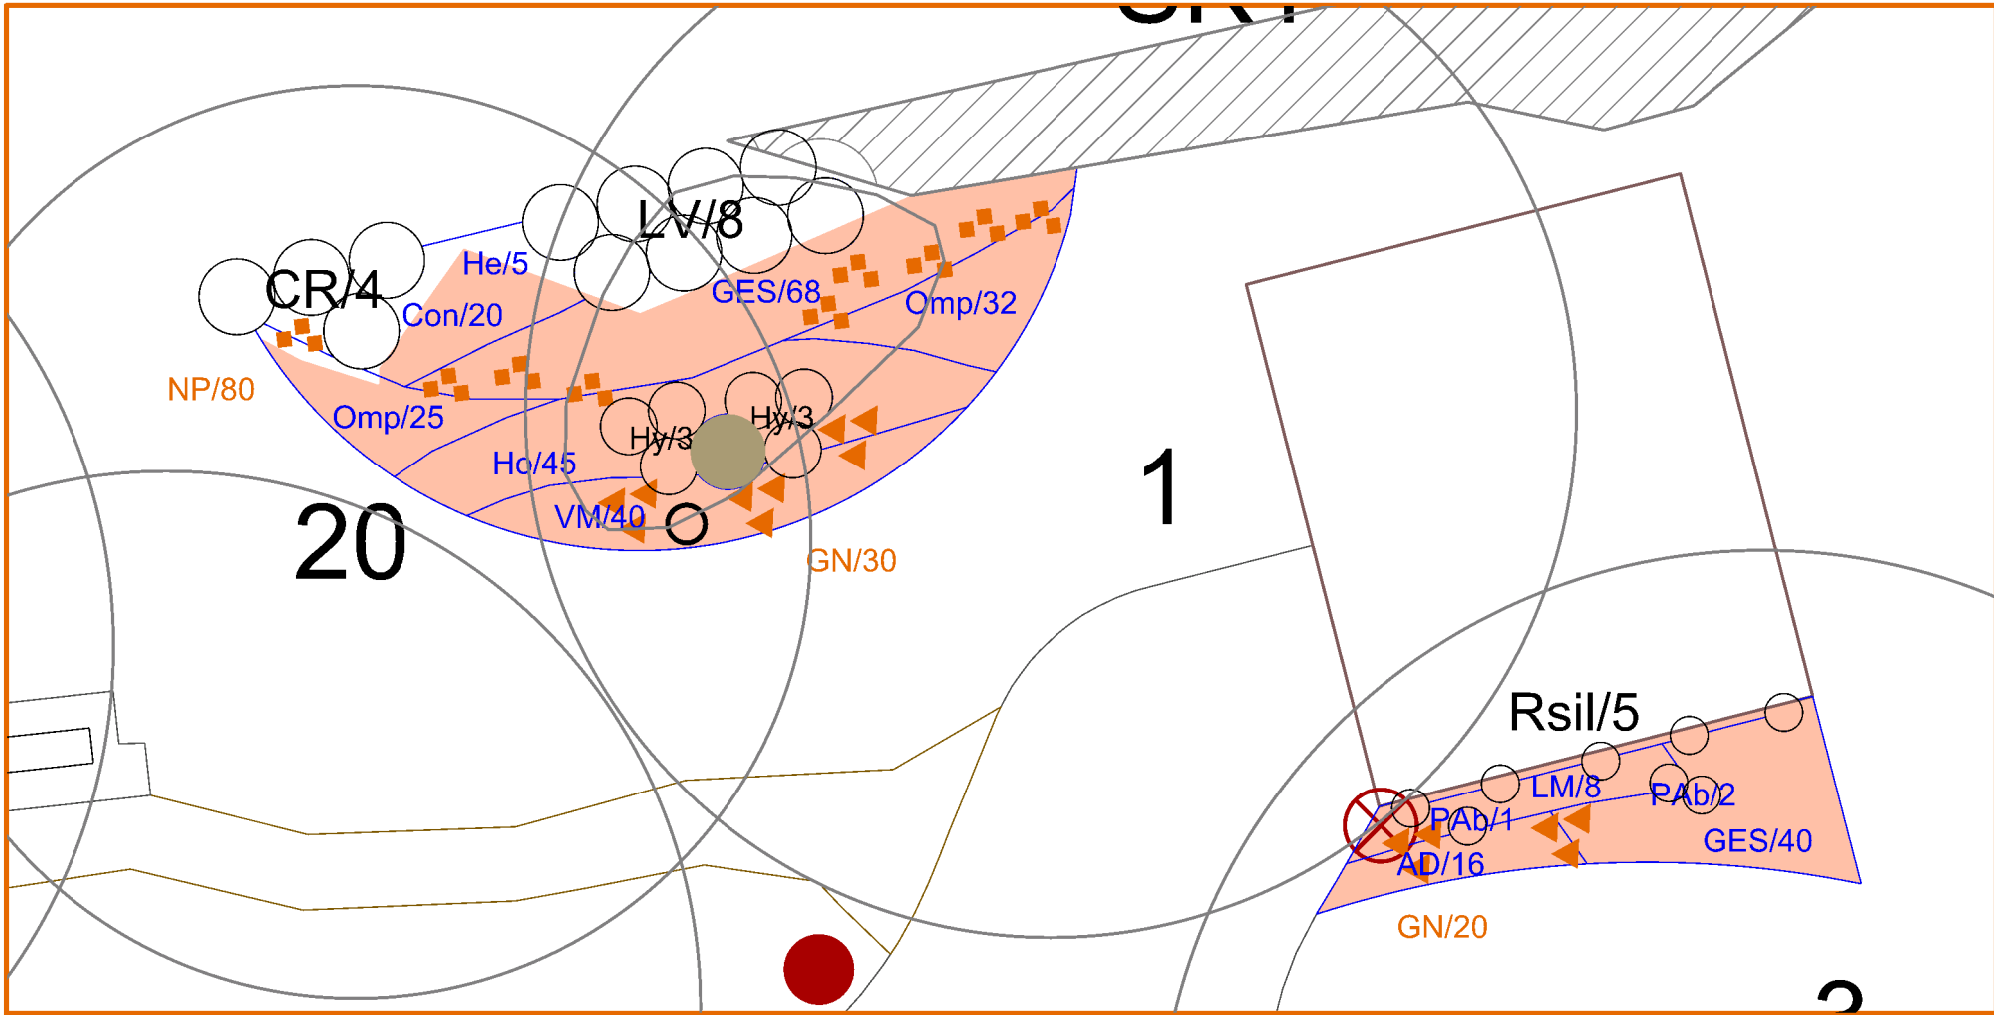 LV/8
He/5
CR/4
GES/68
Omp/32
Con/20
NP/80
Omp/25
Hy/3
Hy/3
Ho/45
VM/40
20
1
GN/30
Rsil/5
LM/8
PAb/2
PAb/1
GES/40
AD/16
GN/20